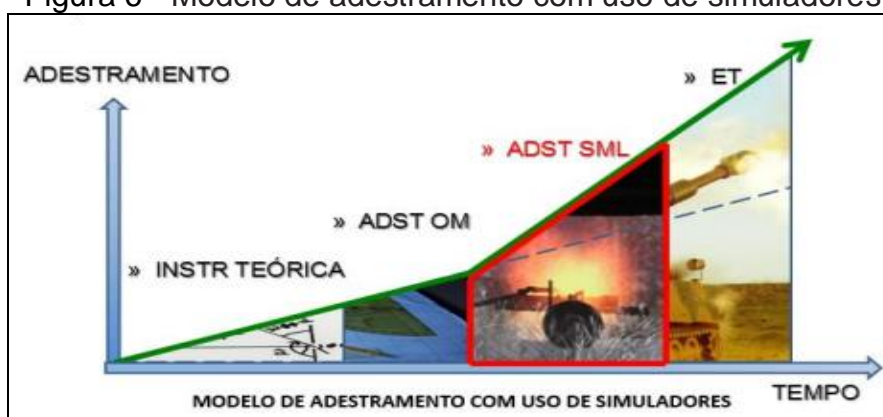 Figura 6 - Modelo de adestramento com uso de simuladores
ADESTRAMENTO
» ET
» ADST SML
» ADST OM
» INSTR TEÓRICA
TEMPO
MODELO DE ADESTRAMENTO COM USO DE SIMULADORES